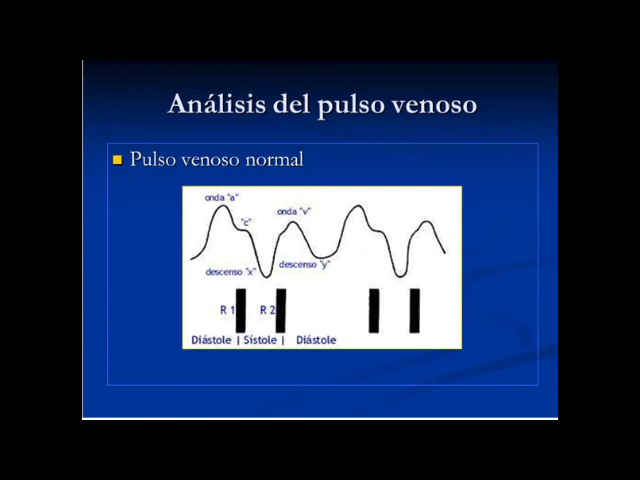 Análisis del pulso venoso
Pulso venoso normal
onda "a"
"c"
onda "v"
descenso "x"
descenso "y"
R 1
R 2
Diástole | Sístole | Diástole